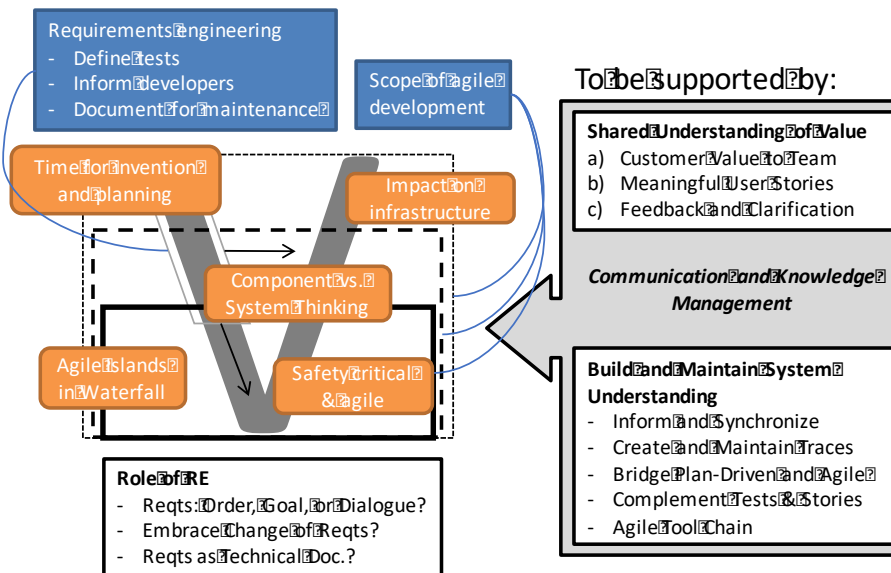 Requirements engineering
- Define tests
- Inform developers
- Document for maintenance
Scope of agile
development
To be supported by:
Time for invention
and planning
Impact on
infrastructure
Component vs.
System Thinking
Agile Islands
in Waterfall
Safety critical
& agile
Shared Understanding of Value
a) Customer Value to Team
b) Meaningful User Stories
c) Feedback and Clarification
Communication and Knowledge
Management
Build and Maintain System
Understanding
- Inform and Synchronize
- Create and Maintain Traces
- Bridge Plan-Driven and Agile
- Complement Tests & Stories
- Agile Tool Chain
Role of RE
- Reqts: Order, Goal, or Dialogue?
- Embrace Change of Reqts?
- Reqts as Technical Doc.?